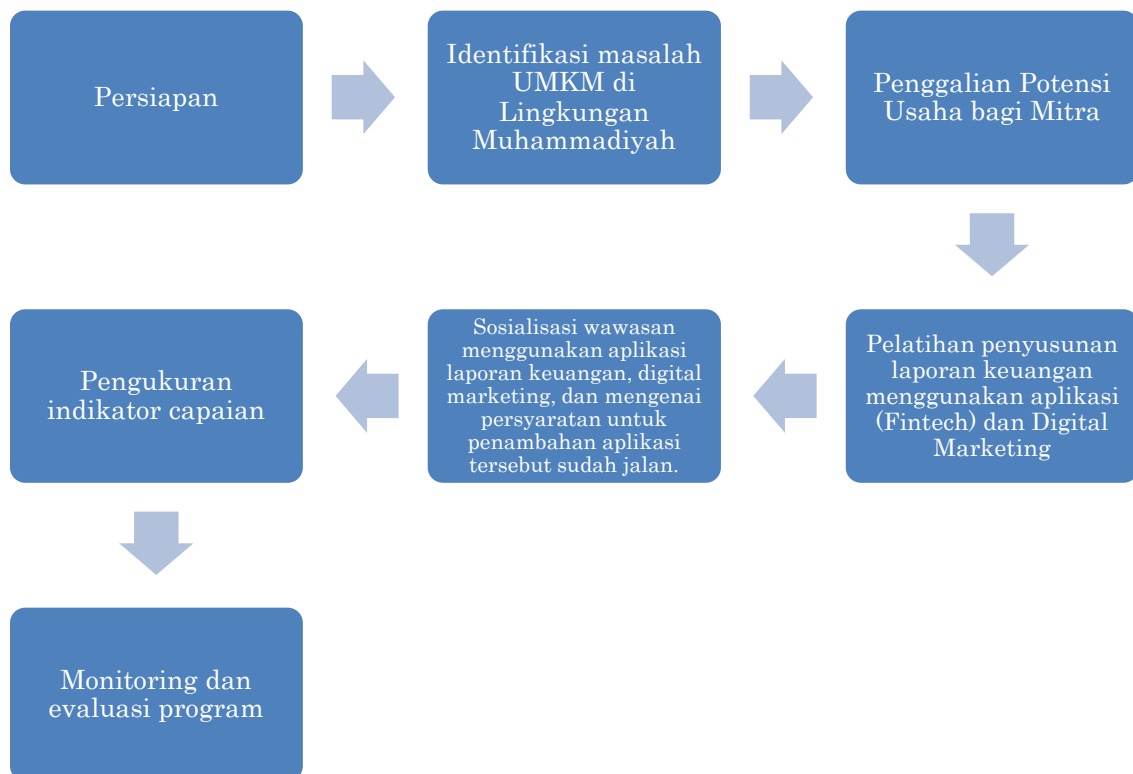 Persiapan
Identifikasi masalah
UMKM di
Lingkungan
Muhammadiyah
Penggalian Potensi
Usaha bagi Mitra
Pelatihan penyusunan
laporan keuangan
menggunakan aplikasi
(Fintech) dan Digital
Marketing
Sosialisasi wawasan
menggunakan aplikasi
laporan keuangan, digital
marketing, dan mengenai
persyaratan untuk
penambahan aplikasi
tersebut sudah jalan.
Pengukuran
indikator capaian
Monitoring dan
evaluasi program